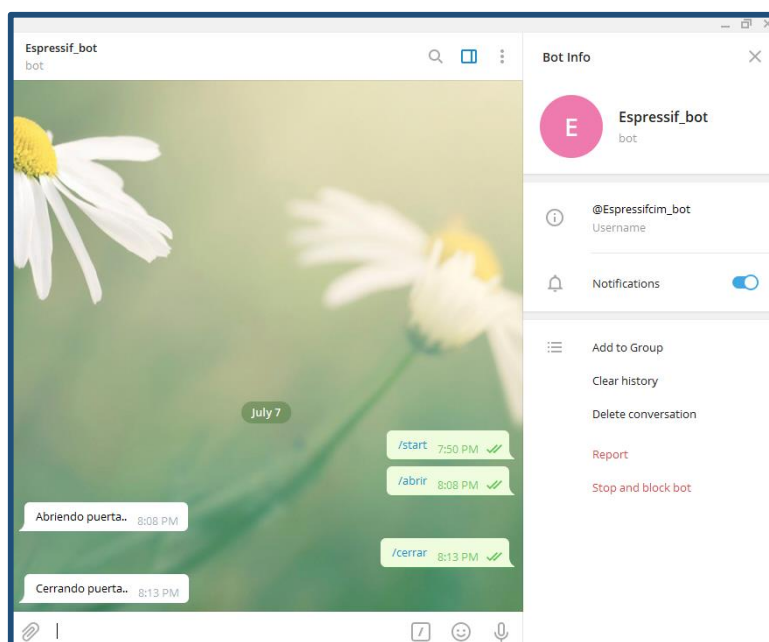 Espressif_bot
bot
Bot Info
E
Espressif_bot
bot
@Espressifcim_bot
Username
Notifications
Add to Group
Clear history
Delete conversation
Report
Stop and block bot
July 7
/start 7:50 PM
/abrir 8:08 PM
Abriendo puerta.. 8:08 PM
/cerrar 8:13 PM
Cerrando puerta.. 8:13 PM